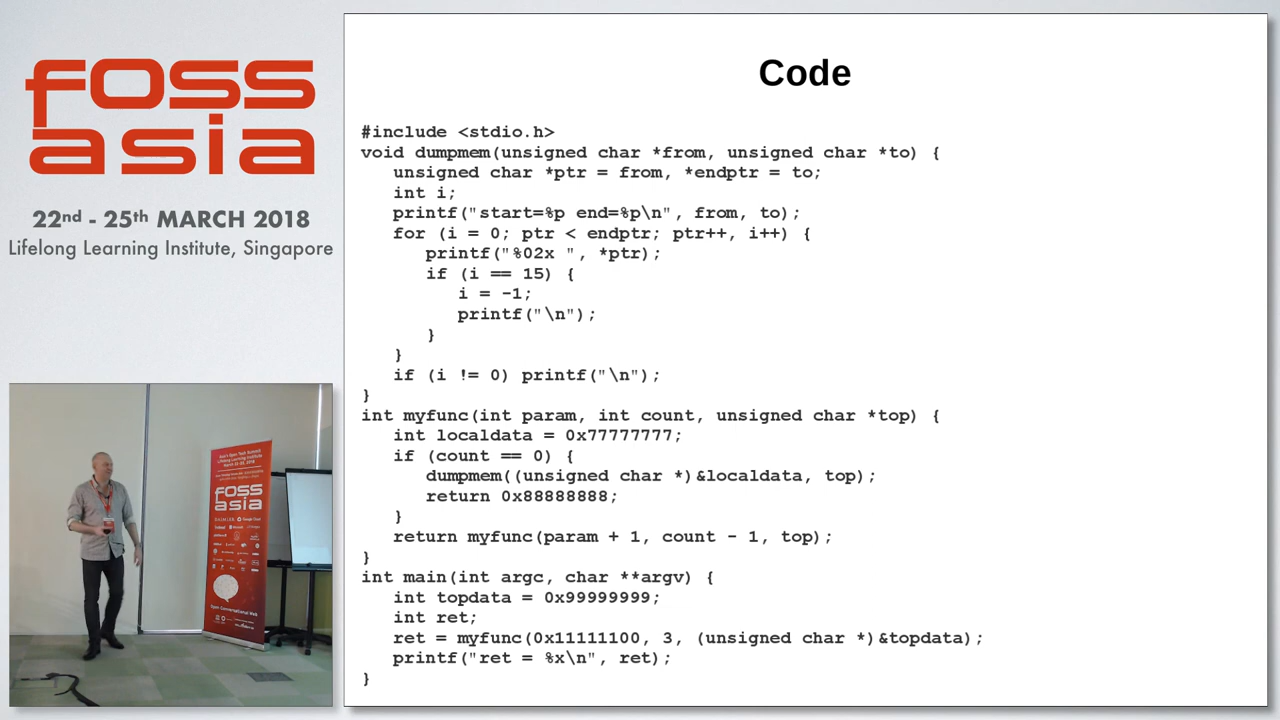 foss
asia
22nd - 25th MARCH 2018
Lifelong Learning Institute, Singapore
Code
#include <stdio.h>
void dumpmem(unsigned char *from, unsigned char *to) {
   unsigned char *ptr = from, *endptr = to;
   int i;
   printf("start=%p end=%p\n", from, to);
   for (i = 0; ptr < endptr; ptr++, i++) {
      printf("%02x ", *ptr);
      if (i == 15) {
         i = -1;
         printf("\n");
      }
   }
   if (i != 0) printf("\n");
}
int myfunc(int param, int count, unsigned char *top) {
   int localdata = 0x77777777;
   if (count == 0) {
      dumpmem((unsigned char *)&localdata, top);
      return 0x88888888;
   }
   return myfunc(param + 1, count - 1, top);
}
int main(int argc, char **argv) {
   int topdata = 0x99999999;
   int ret;
   ret = myfunc(0x11111100, 3, (unsigned char *)&topdata);
   printf("ret = %x\n", ret);
}
foss
asia